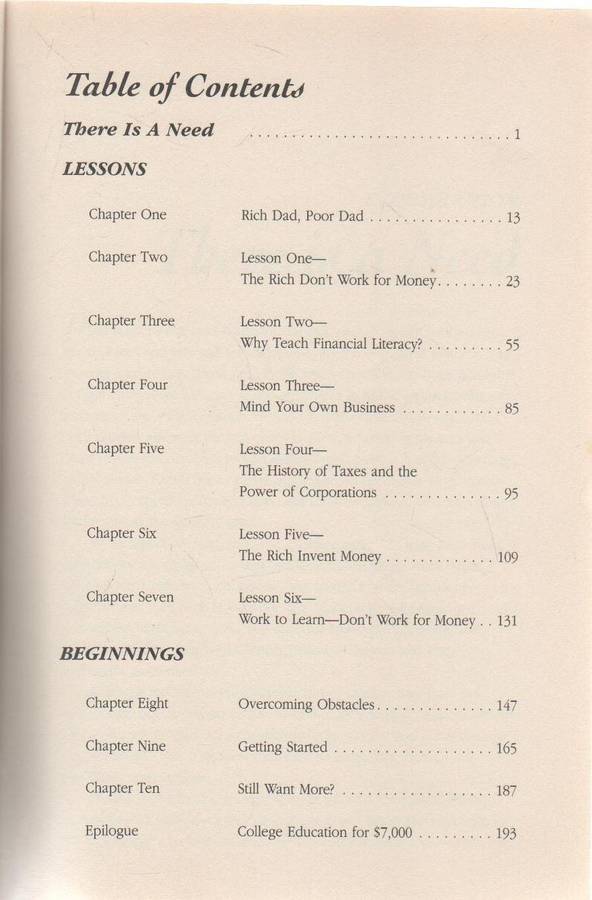 Table of Contents
There Is A Need .............................. 1
LESSONS
Chapter One Rich Dad, Poor Dad ................ 13
Chapter Two Lesson One—
The Rich Don't Work for Money........ 23
Chapter Three Lesson Two—
Why Teach Financial Literacy? ......... 55
Chapter Four Lesson Three—
Mind Your Own Business ............ 85
Chapter Five Lesson Four—
The History of Taxes and the
Power of Corporations .............. 95
Chapter Six Lesson Five—
The Rich Invent Money ............. 109
Chapter Seven Lesson Six—
Work to Learn—Don't Work for Money .. 131
BEGINNINGS
Chapter Eight Overcoming Obstacles.............. 147
Chapter Nine Getting Started ................... 165
Chapter Ten Still Want More? .................. 187
Epilogue College Education for $7,000 ......... 193